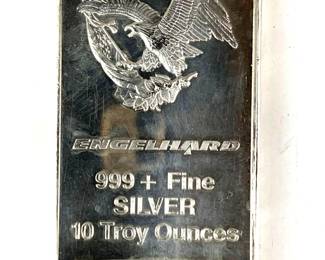 ENGELHARD
999 + Fine
SILVER
10 Troy Ounces